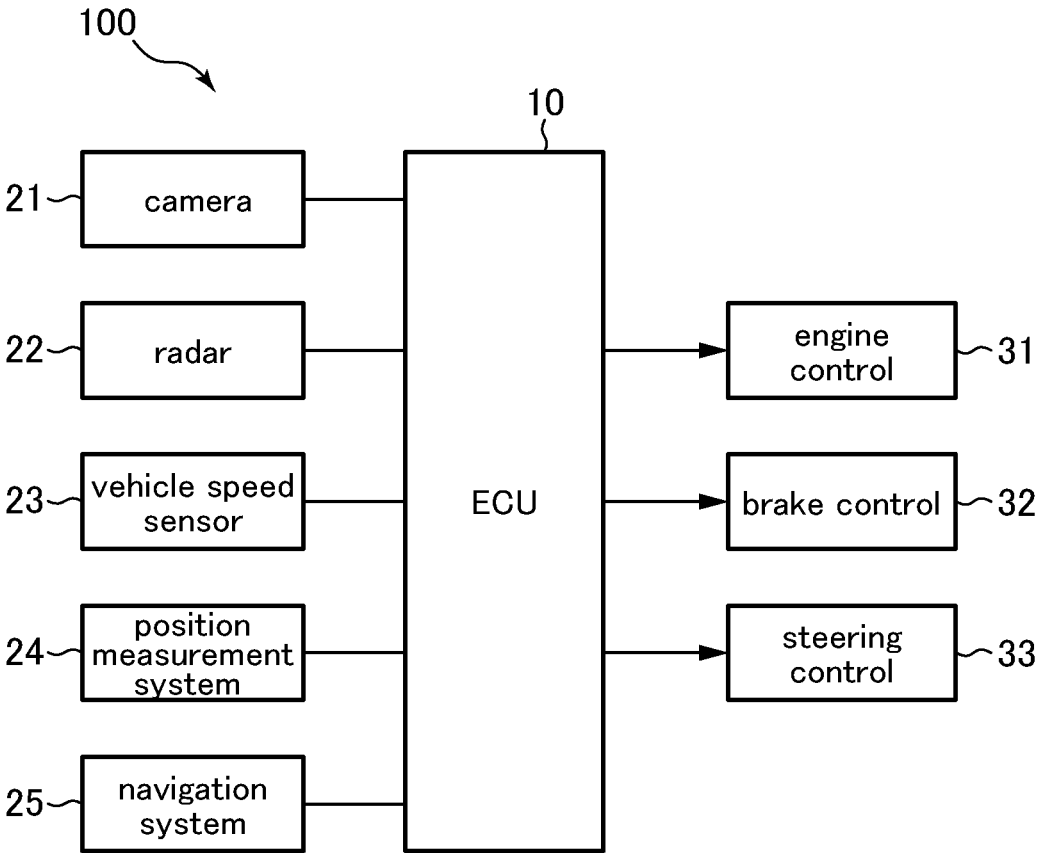 100
10
21
camera
22
radar
engine
control
31
23
vehicle speed
sensor
ECU
brake control
32
24
position
measurement
system
steering
control
33
25
navigation
system